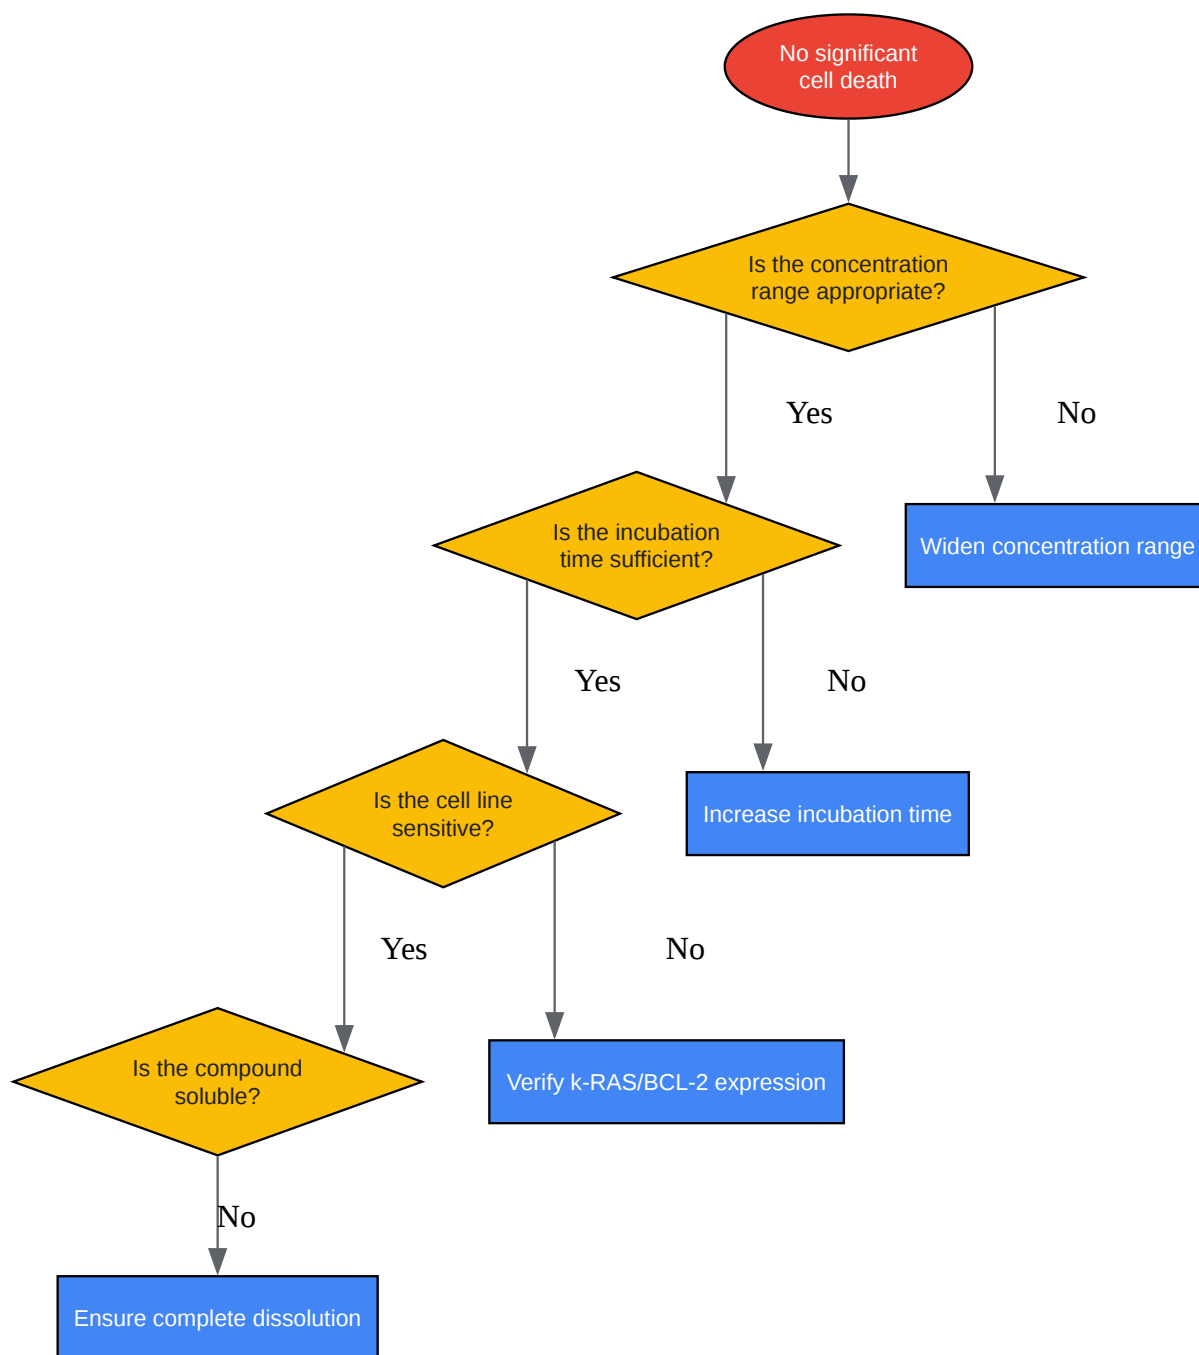 No significant
cell death
Is the concentration
range appropriate?
Yes
No
Is the incubation
time sufficient?
Widen concentration range
Yes
No
Is the cell line
sensitive?
Increase incubation time
Yes
No
Is the compound
soluble?
Verify k-RAS/BCL-2 expression
No
Ensure complete dissolution